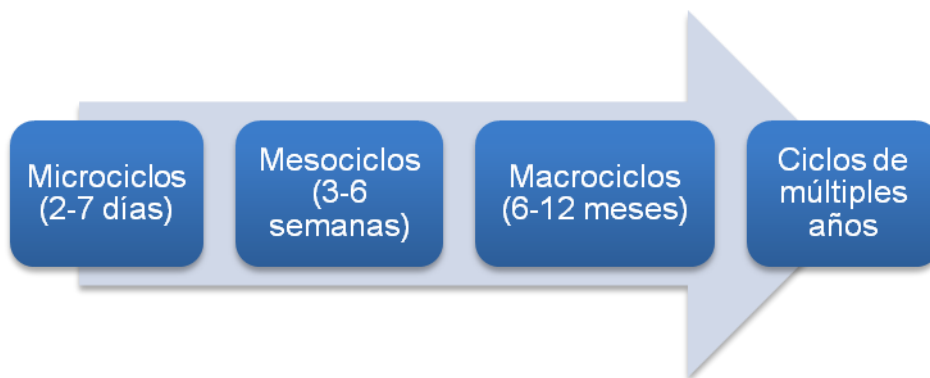 Microciclos
(2-7 días)
Mesociclos
(3-6
semanas)
Macrociclos
(6-12 meses)
Ciclos de
múltiples
años